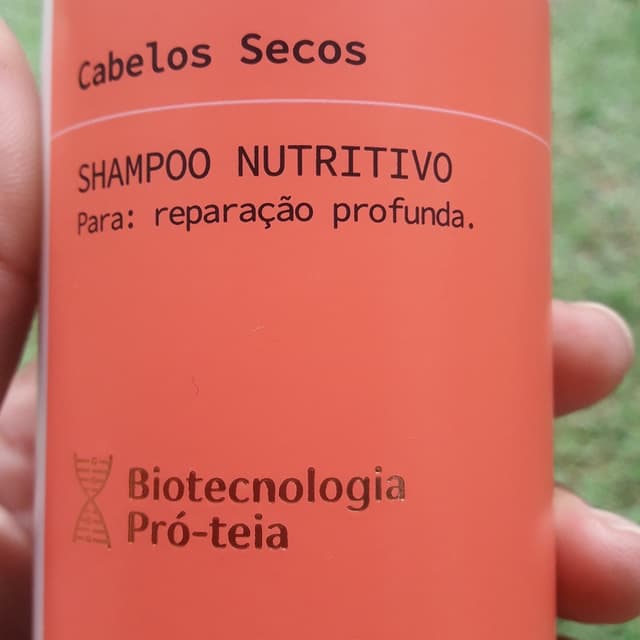 Cabelos Secos
SHAMPOO NUTRITIVO
Para: reparação profunda.
Biotecnologia
Pró-teia